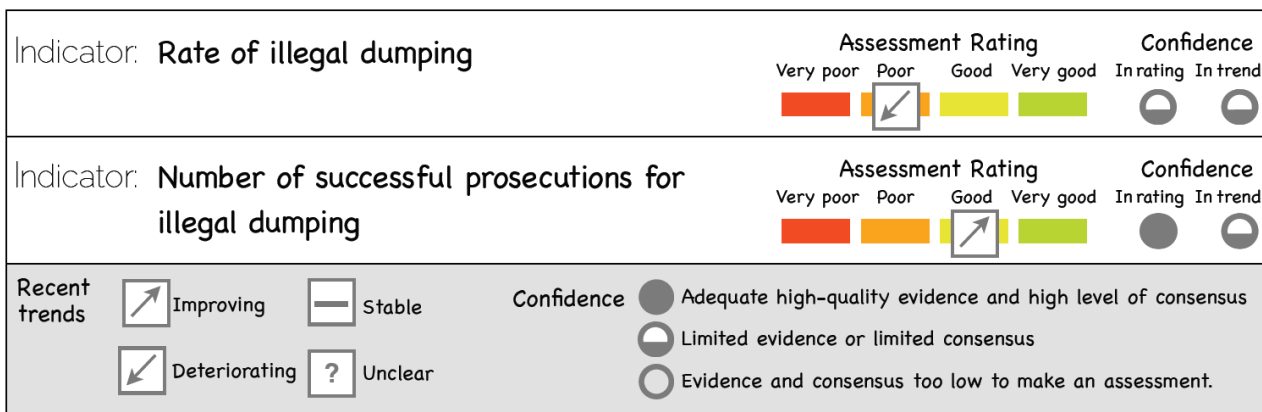 Indicator: Rate of illegal dumping
Assessment Rating
Confidence
Very poor Poor Good Very good In rating In trend
Indicator: Number of successful prosecutions for
illegal dumping
Assessment Rating
Confidence
Very poor Poor Good Very good In rating In trend
Recent
trends
Improving
Stable
Deteriorating
? Unclear
Confidence
Adequate high-quality evidence and high level of consensus
Limited evidence or limited consensus
Evidence and consensus too low to make an assessment.